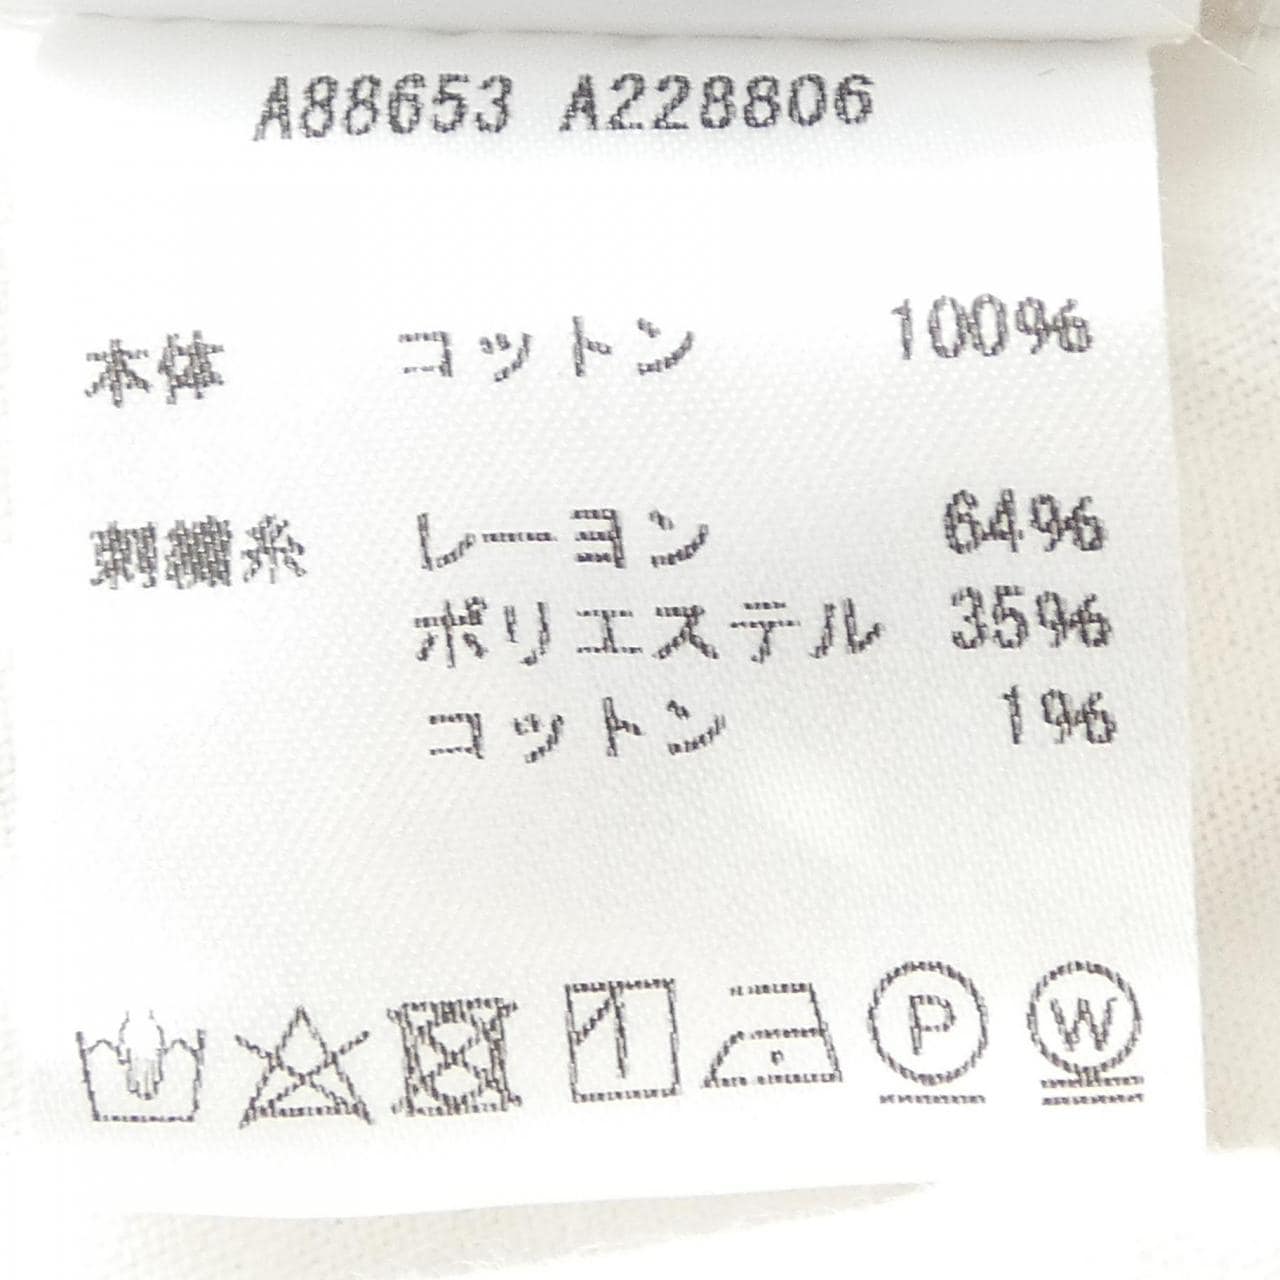 A88653 A228806
本体 コットン 100%
刺繍糸 レーヨン 64%
ポリエステル 35%
コットン 1%
P W